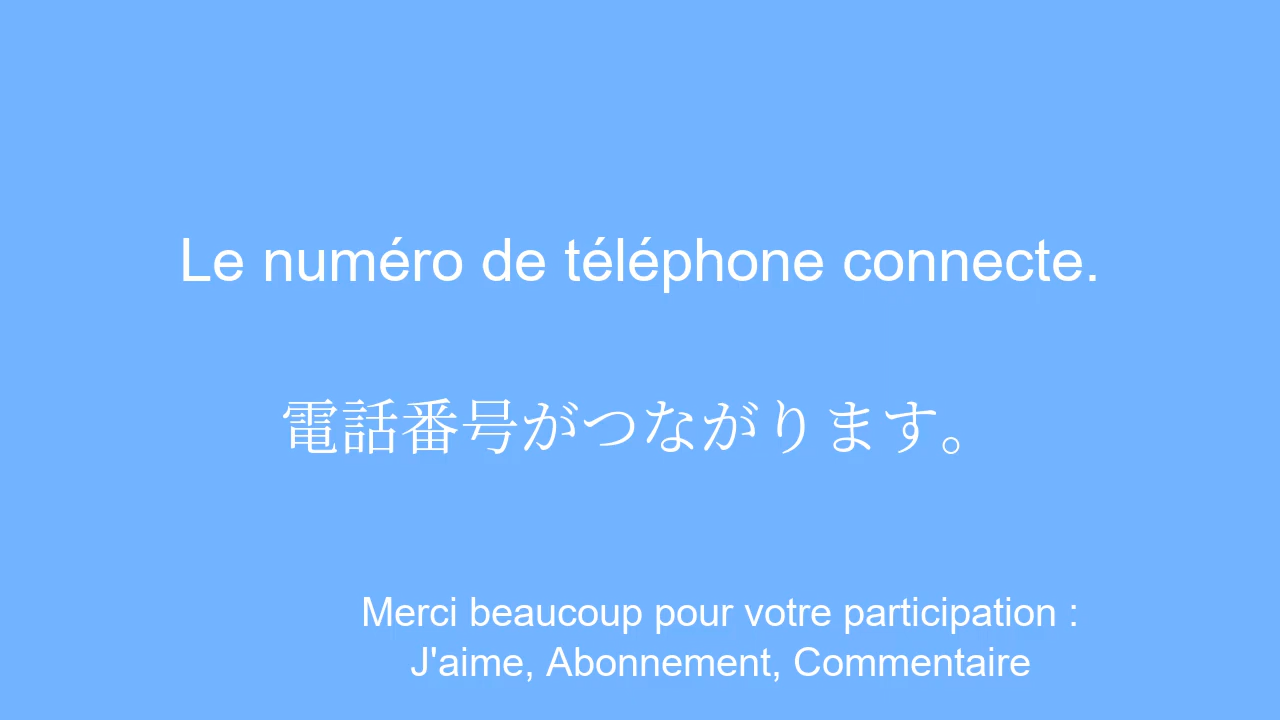 Le numéro de téléphone connecte.
電話番号がつながります。
Merci beaucoup pour votre participation :
J'aime, Abonnement, Commentaire